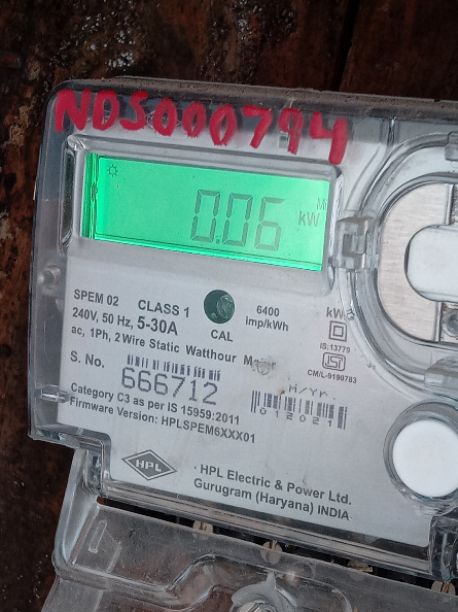 NDS000794
0.06
kW
SPEM 02
CLASS 1
6400
imp/kWh
240V, 50 Hz, 5-30A
CAL
IS:13779
ac, 1Ph, 2 Wire Static Watthour
CM/L-9190783
S. No.
666712
M/Yr.
012021
Category C3 as per IS 15959:2011
Firmware Version: HPLSPEM6XXX01
HPL
HPL Electric & Power Ltd.
Gurugram (Haryana) INDIA